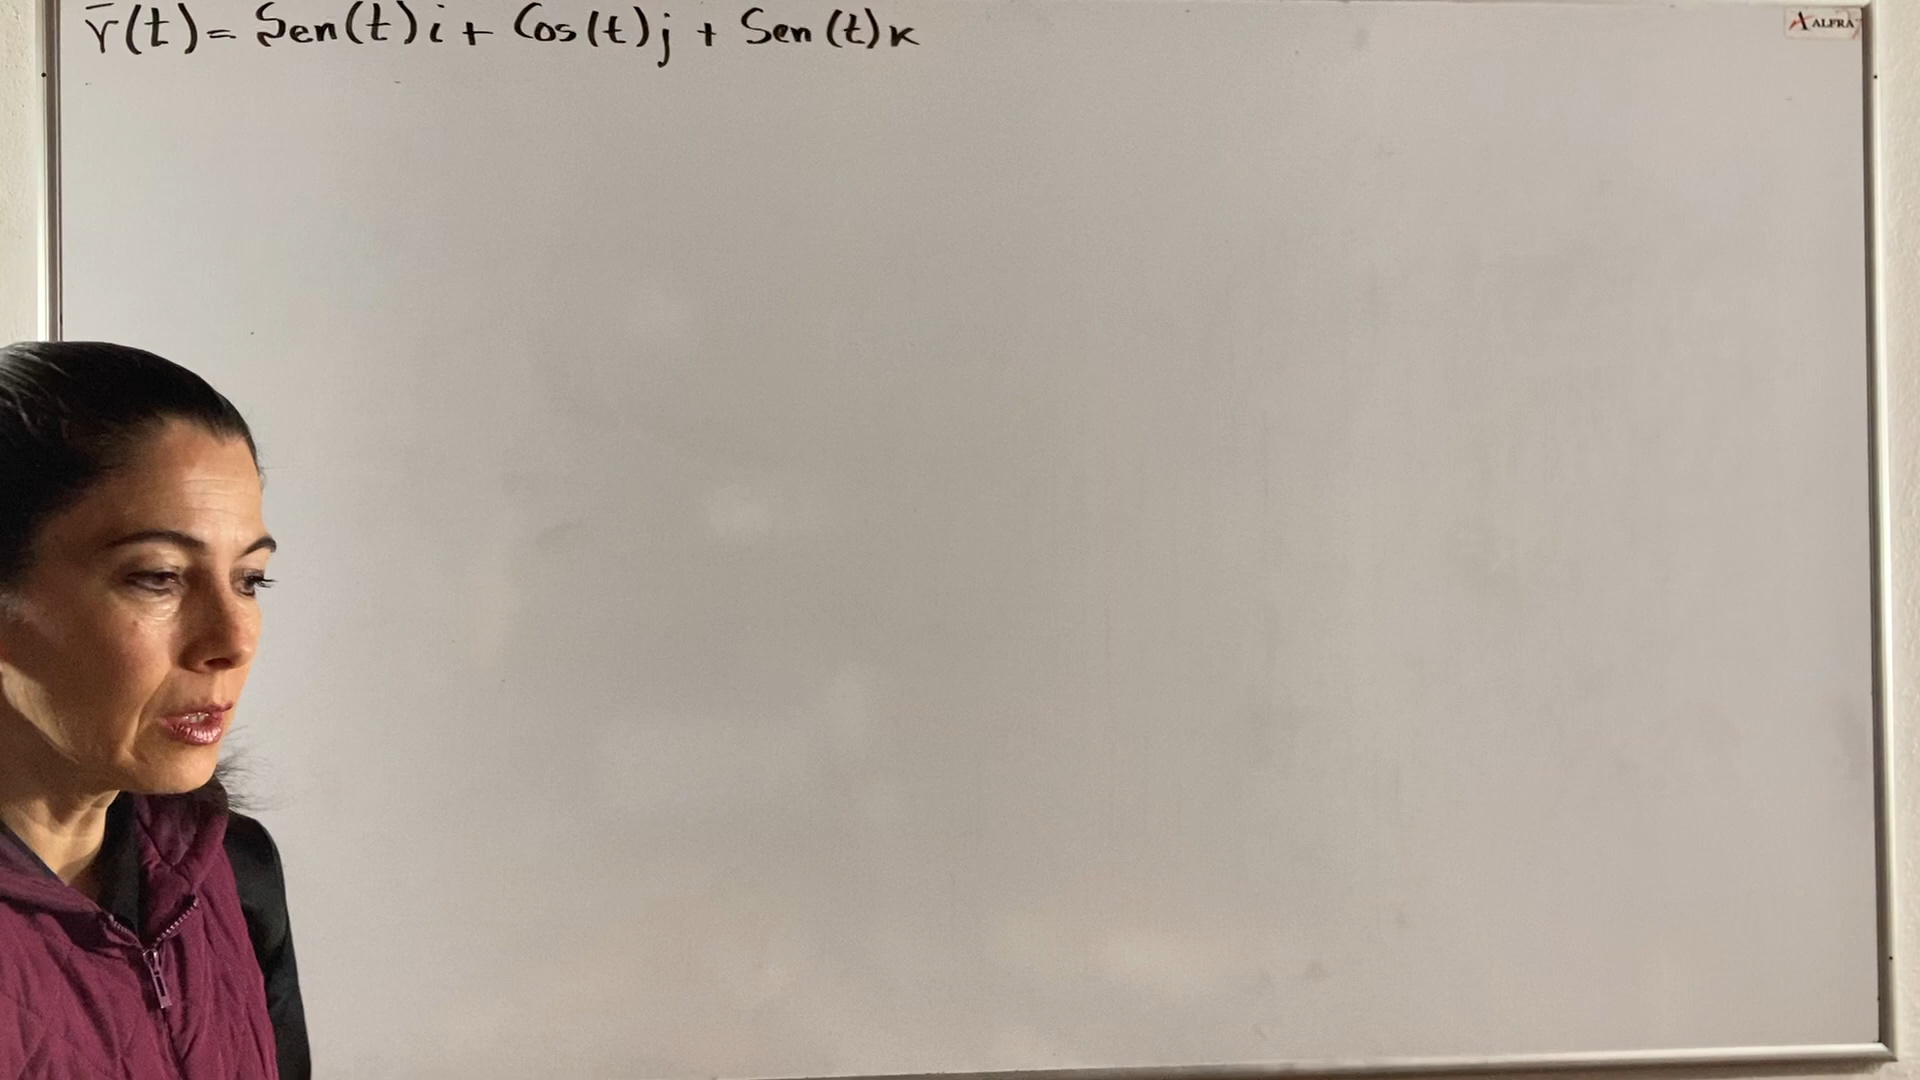 r̄(t)= Sen(t)i + Cos(t)j + Sen(t)k
ALFRA